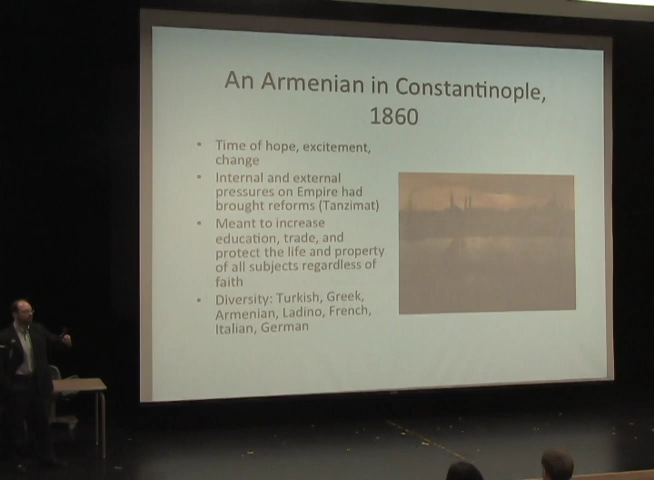 An Armenian in Constantinople,
1860
• Time of hope, excitement,
change
• Internal and external
pressures on Empire had
brought reforms (Tanzimat)
• Meant to increase
education, trade, and
protect the life and property
of all subjects regardless of
faith
• Diversity: Turkish, Greek,
Armenian, Ladino, French,
Italian, German